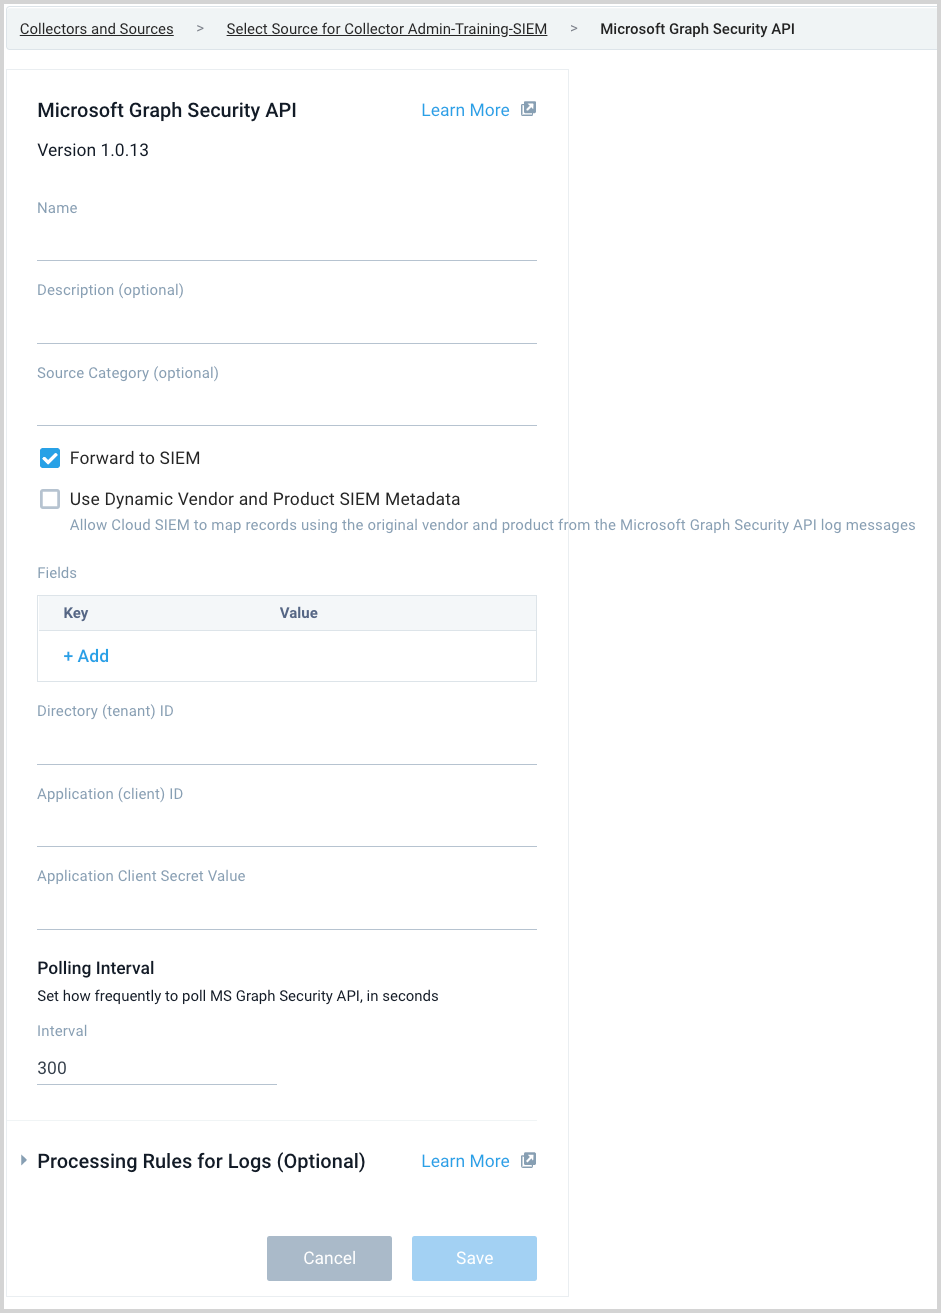 Collectors and Sources > Select Source for Collector Admin-Training-SIEM > Microsoft Graph Security API
Microsoft Graph Security API Learn More
Version 1.0.13
Name
Description (optional)
Source Category (optional)
Forward to SIEM
Use Dynamic Vendor and Product SIEM Metadata
Allow Cloud SIEM to map records using the original vendor and product from the Microsoft Graph Security API log messages
Fields
Key Value
+ Add
Directory (tenant) ID
Application (client) ID
Application Client Secret Value
Polling Interval
Set how frequently to poll MS Graph Security API, in seconds
Interval
300
Processing Rules for Logs (Optional) Learn More
Cancel Save